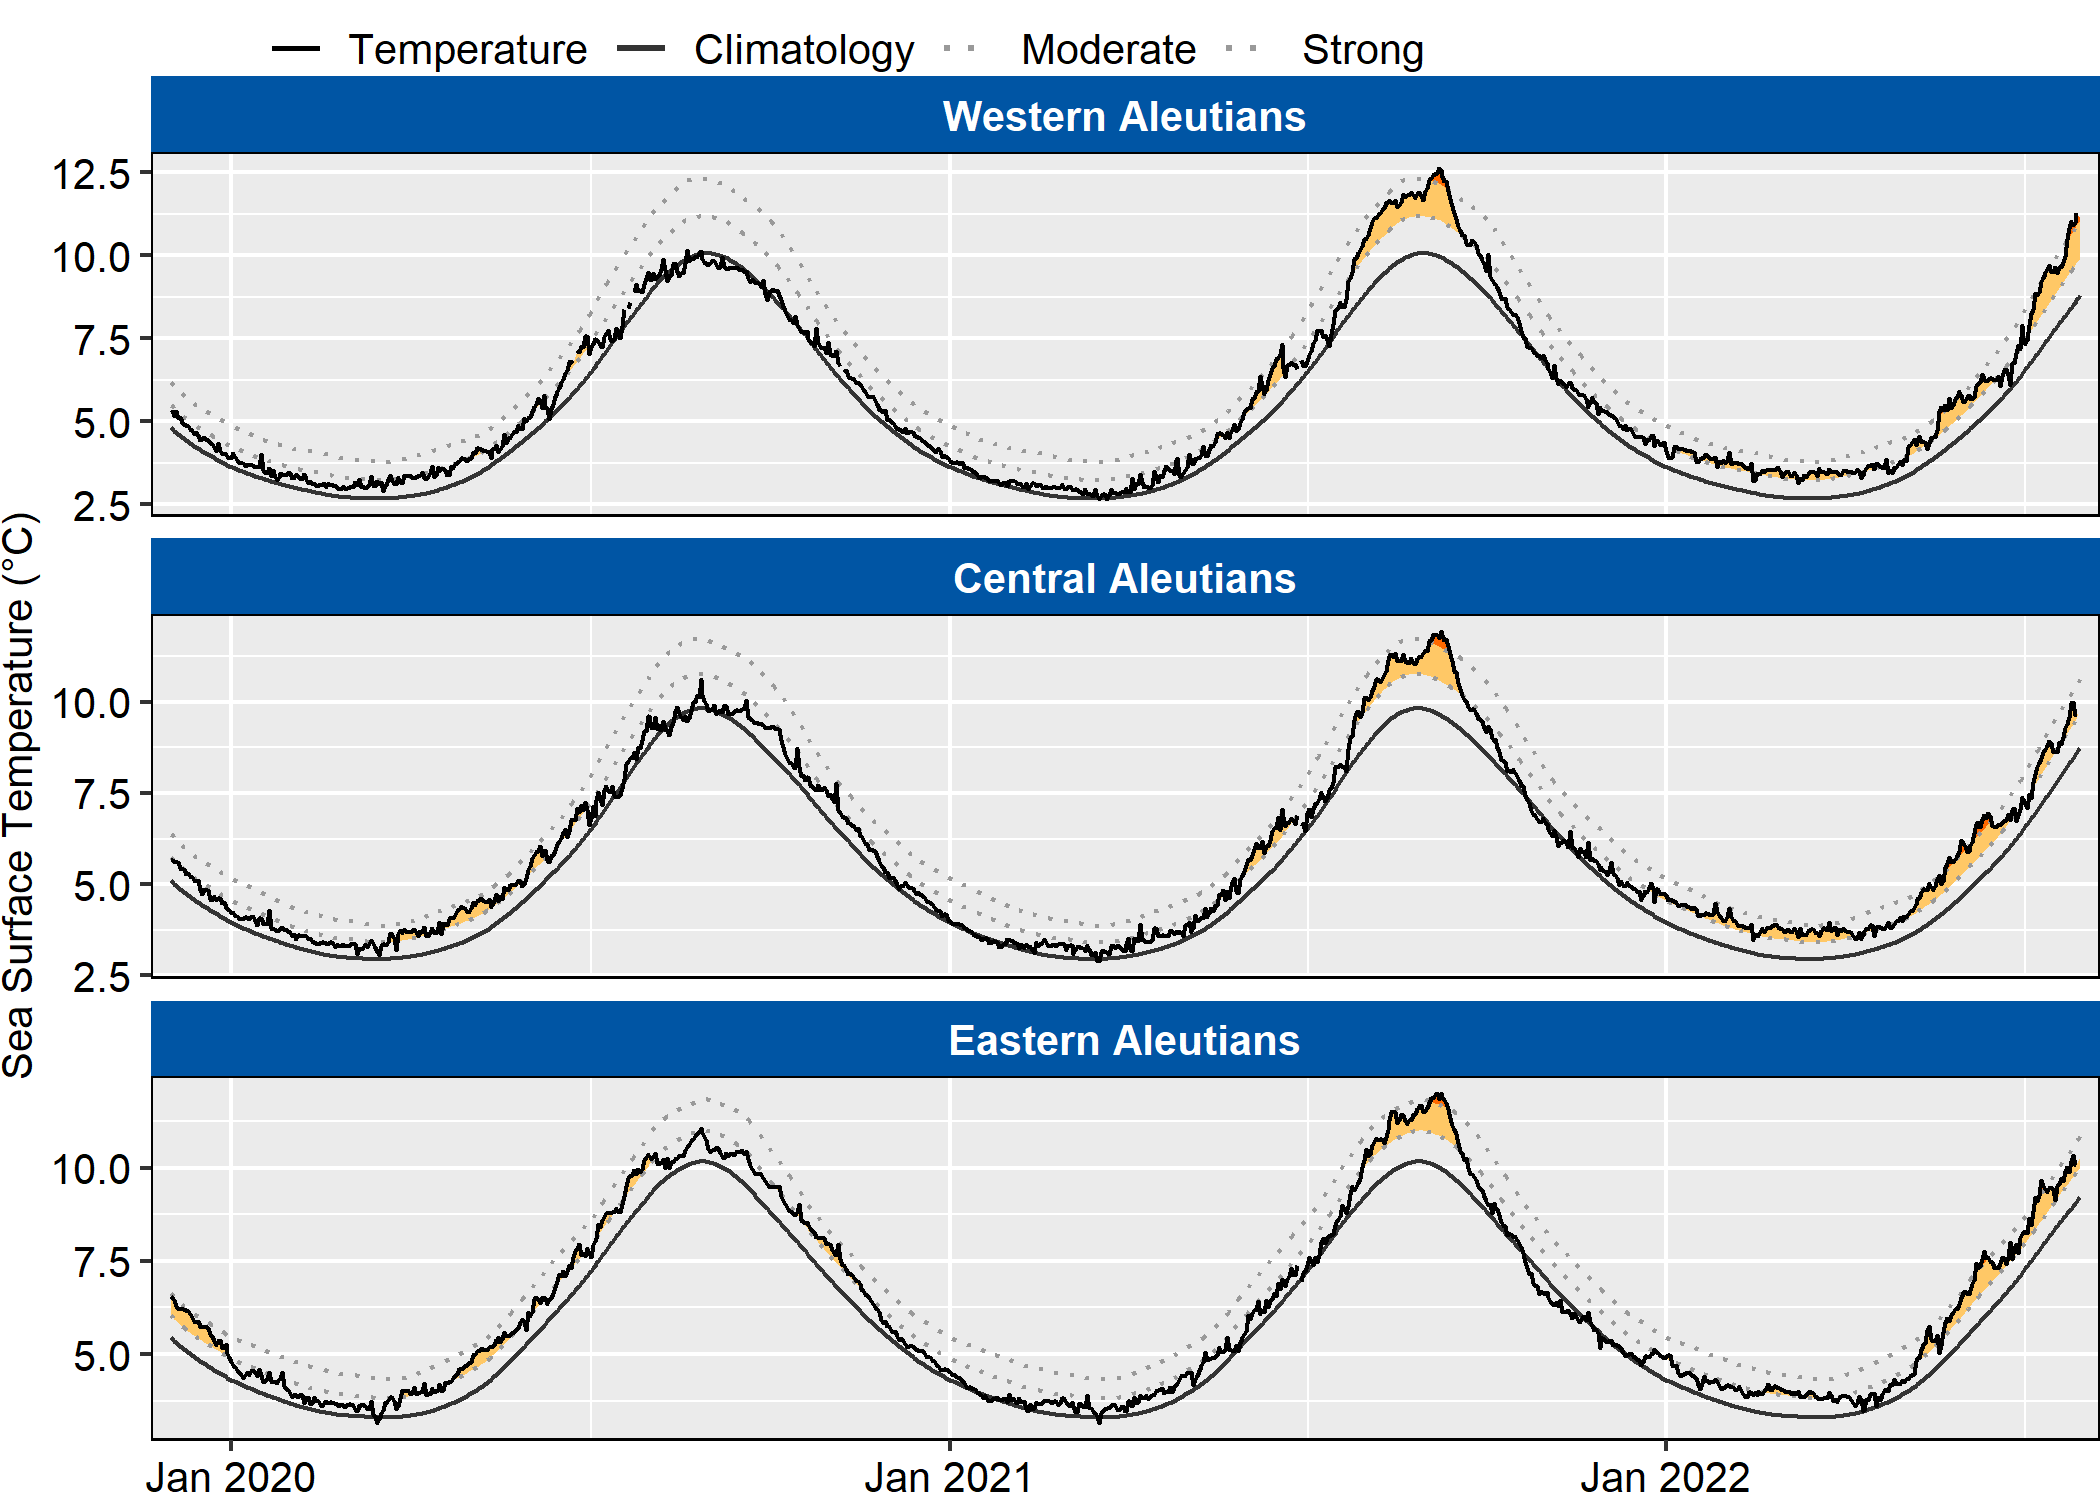 Temperature Climatology Moderate Strong
Western Aleutians
12.5
10.0
7.5
5.0
2.5
Sea Surface Temperature (°C)
Central Aleutians
10.0
7.5
5.0
2.5
Eastern Aleutians
10.0
7.5
5.0
Jan 2020 Jan 2021 Jan 2022